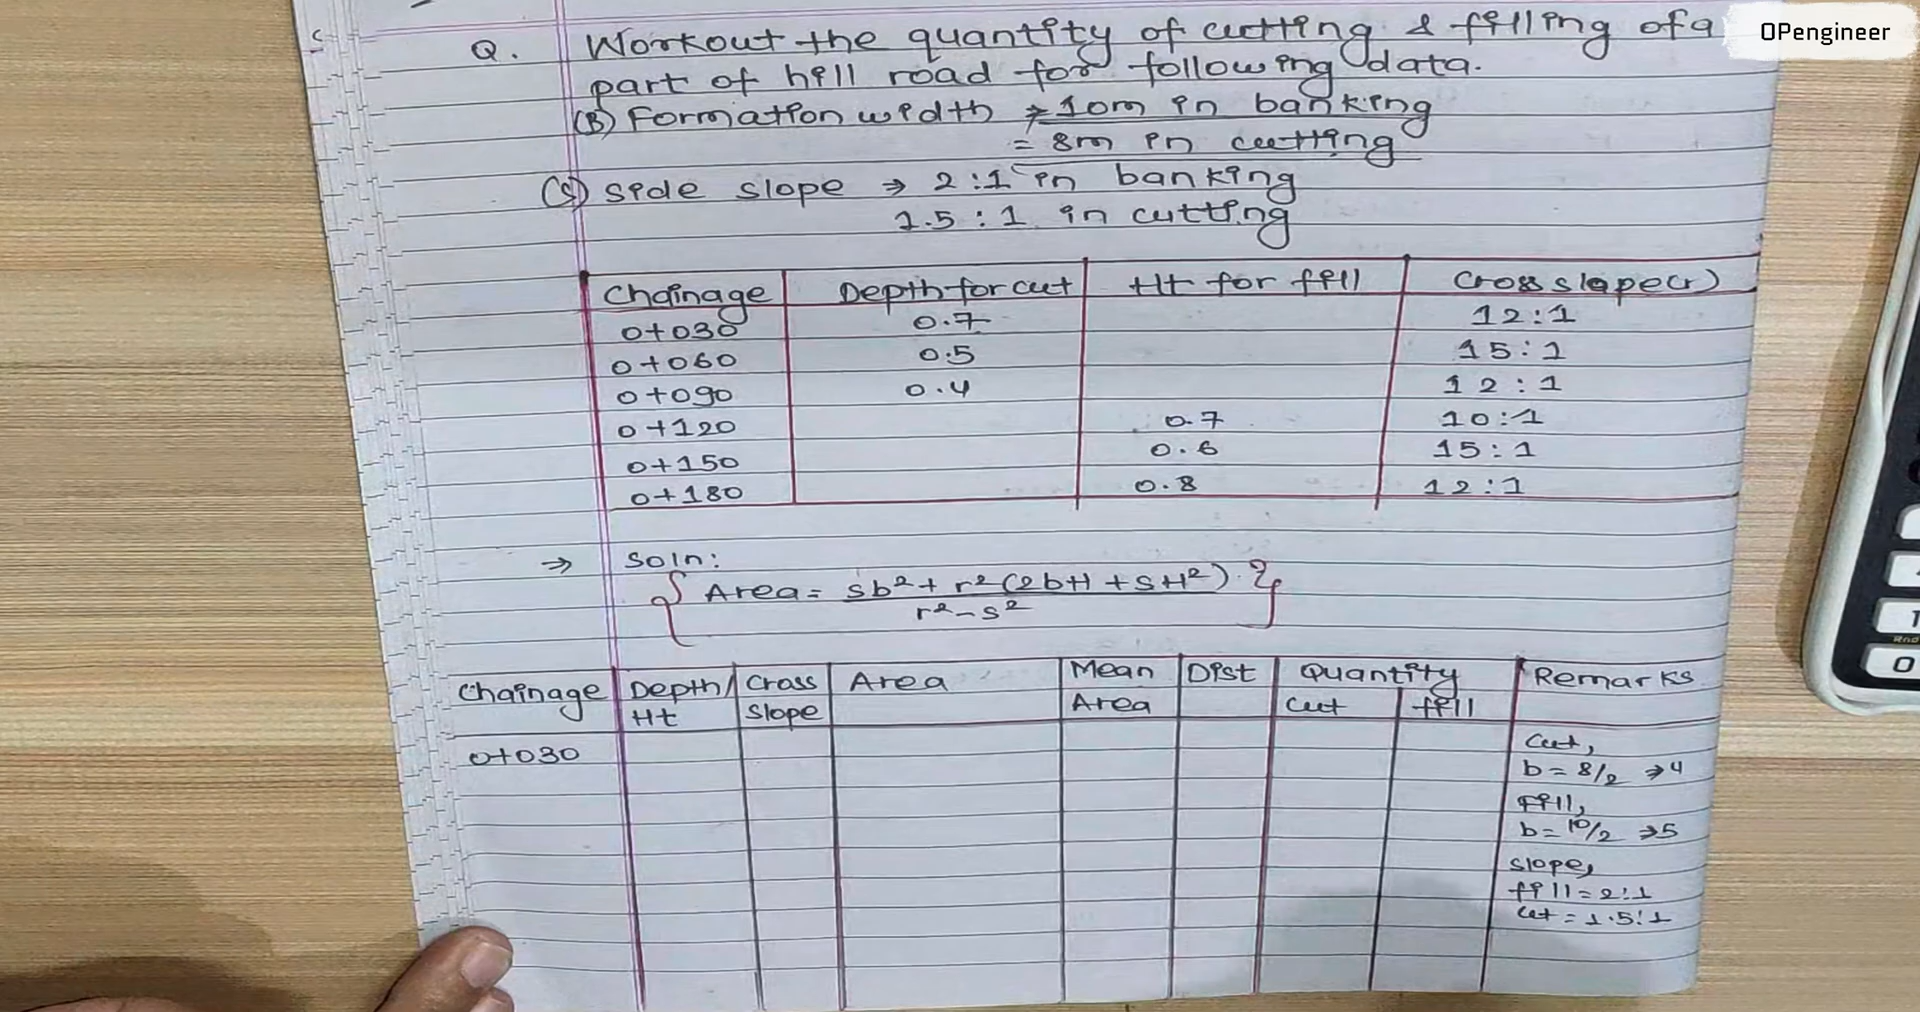 OPengineer
Q. Workout the quantity of cutting & filling of a
part of hill road for following data.
(B) Formation width ⇒ 10m in banking
= 8m in cutting
(S) side slope ⇒ 2:1 in banking
1.5:1 in cutting
Chainage Depth for cut Ht for fill Cross slope(r)
0+030 0.7 12:1
0+060 0.5 15:1
0+090 0.4 12:1
0+120 0.7 10:1
0+150 0.6 15:1
0+180 0.8 12:1
⇒ Soln:
{ Area = sb²+r²(2bH+sH²) }
r²-s²
Chainage Depth/ Cross Area Mean Dist Quantity Remarks
Ht Slope Area Cut fill
0+030 Cut,
b = 8/2 ⇒4
fill,
b = 10/2 ⇒5
slope,
fill = 2:1
cut = 1.5:1
Rnd
0